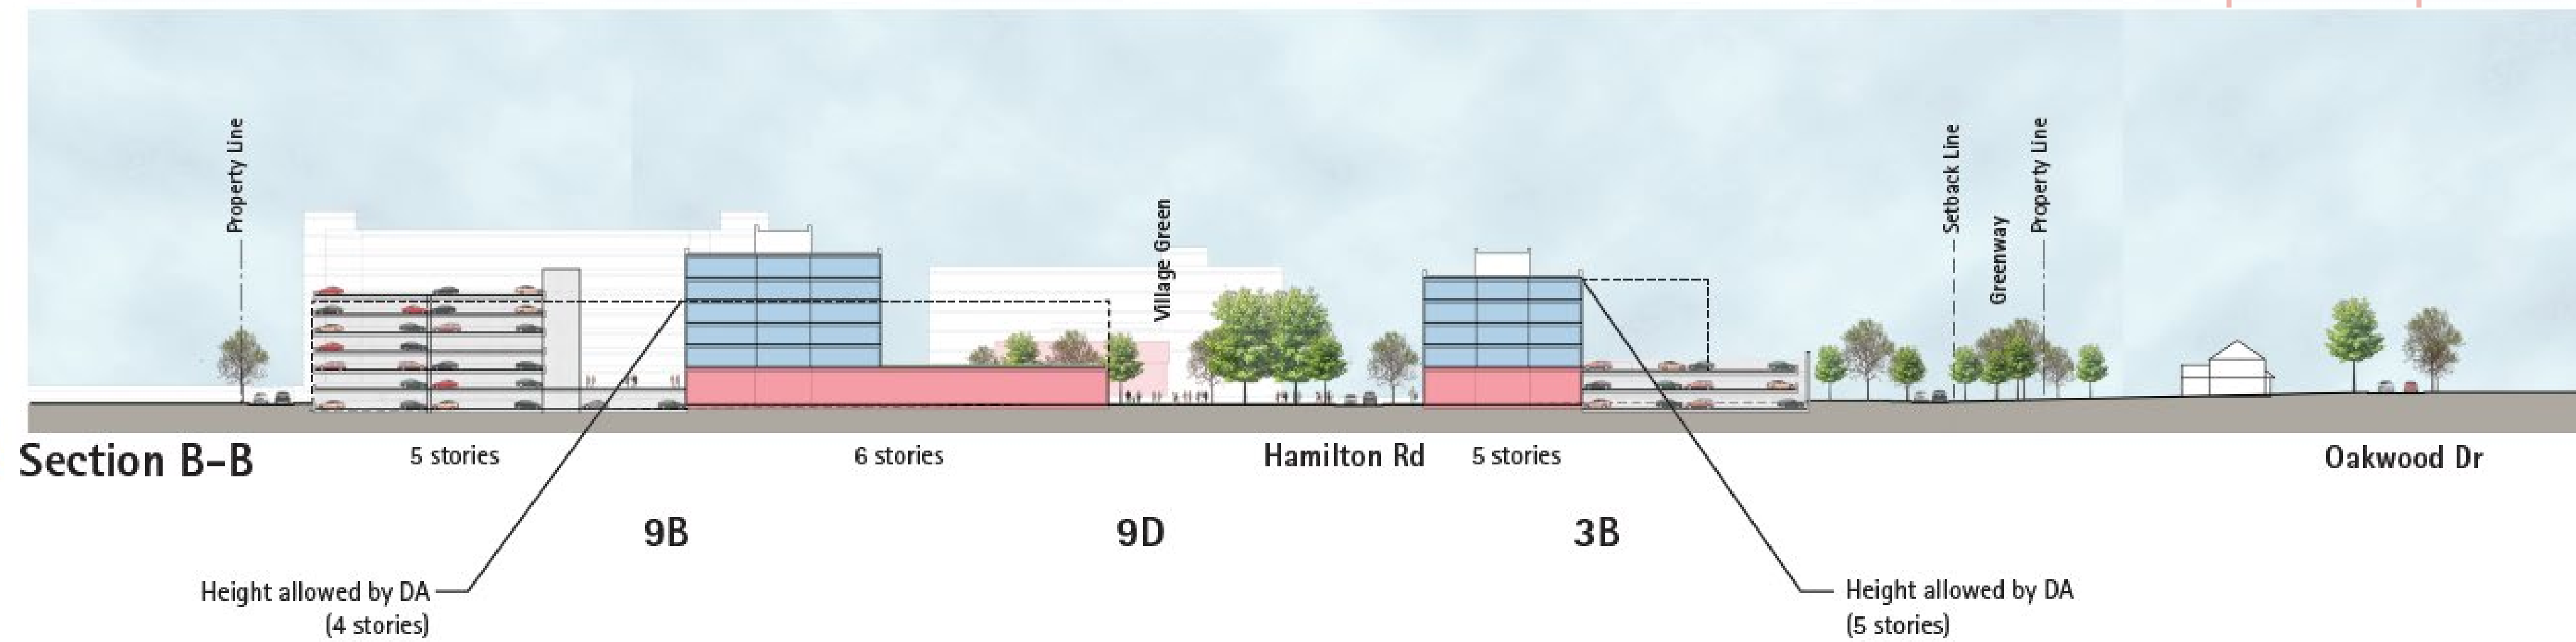 Property Line
Village Green
Setback Line
Greenway
Property Line
Section B-B
5 stories
6 stories
Hamilton Rd
5 stories
Oakwood Dr
9B
9D
3B
Height allowed by DA
(4 stories)
Height allowed by DA
(5 stories)